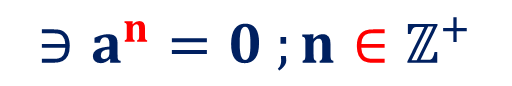 ∋ aⁿ = 0 ; n ∈ ℤ⁺